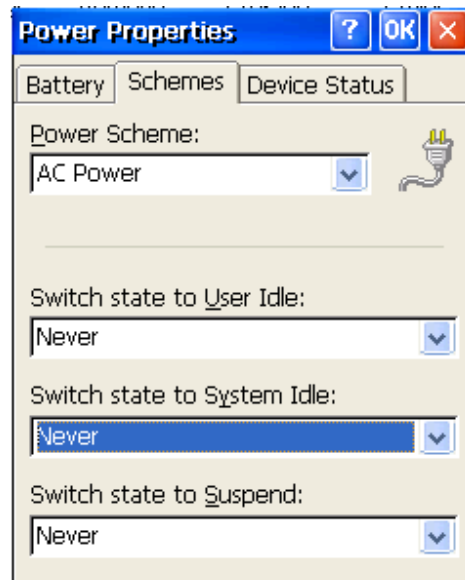 Power Properties ? OK ×
Battery Schemes Device Status
Power Scheme:
AC Power
Switch state to User Idle:
Never
Switch state to System Idle:
Never
Switch state to Suspend:
Never